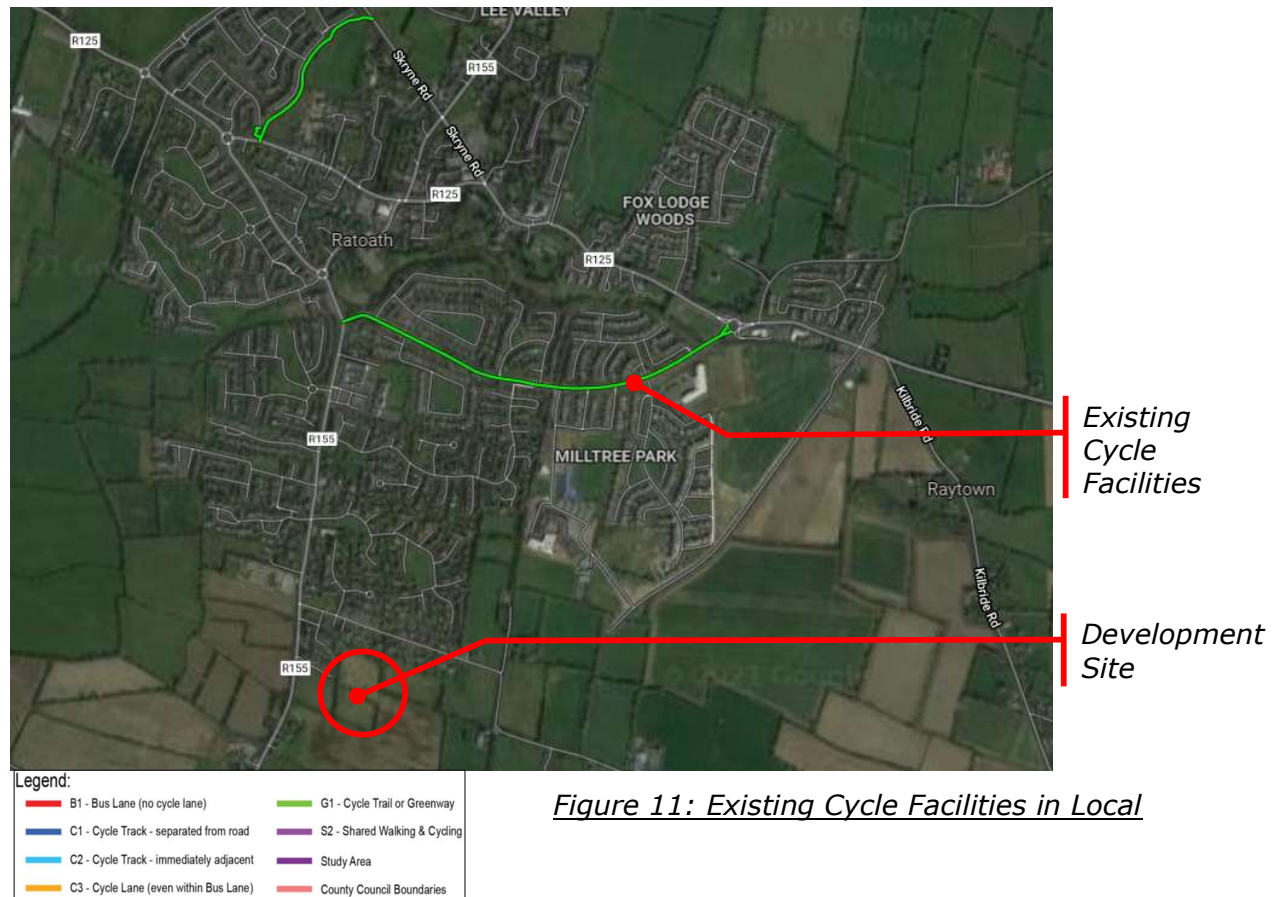 LEE VALLEY
R125
Skryne Rd
R155
Skryne Rd
R125
FOX LODGE
WOODS
Ratoath
R125
Kilbride Rd
Existing
Cycle
Facilities
R155
MILLTREE PARK
Raytown
Kilbride Rd
Development
Site
R155
Legend:
B1 - Bus Lane (no cycle lane)
C1 - Cycle Track - separated from road
C2 - Cycle Track - immediately adjacent
C3 - Cycle Lane (even within Bus Lane)
G1 - Cycle Trail or Greenway
S2 - Shared Walking & Cycling
Study Area
County Council Boundaries
Figure 11: Existing Cycle Facilities in Local